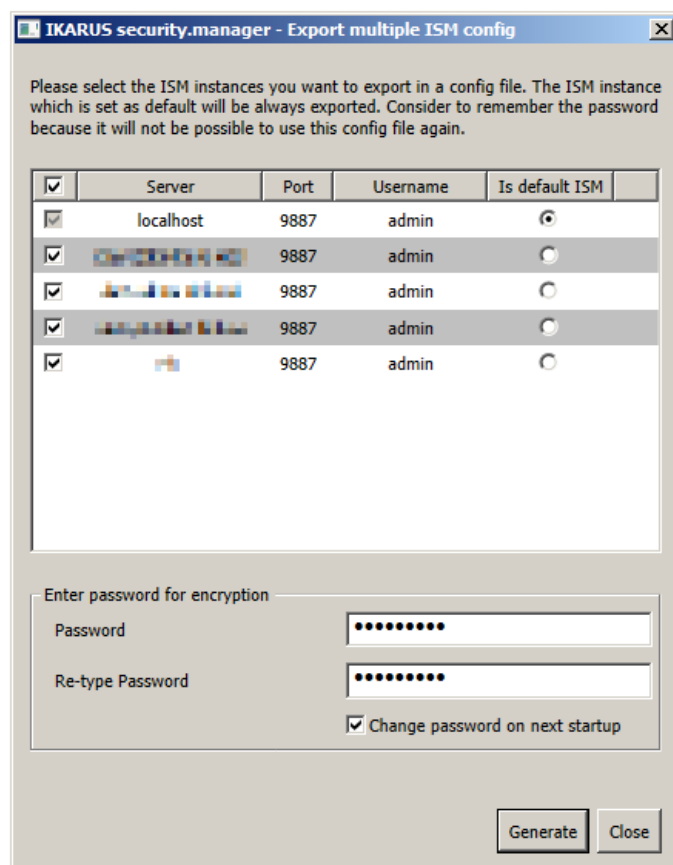 IKARUS security.manager - Export multiple ISM config
Please select the ISM instances you want to export in a config file. The ISM instance
which is set as default will be always exported. Consider to remember the password
because it will not be possible to use this config file again.
Server Port Username Is default ISM
localhost 9887 admin
9887 admin
9887 admin
9887 admin
9887 admin
Enter password for encryption
Password •••••••••
Re-type Password •••••••••
Change password on next startup
Generate Close